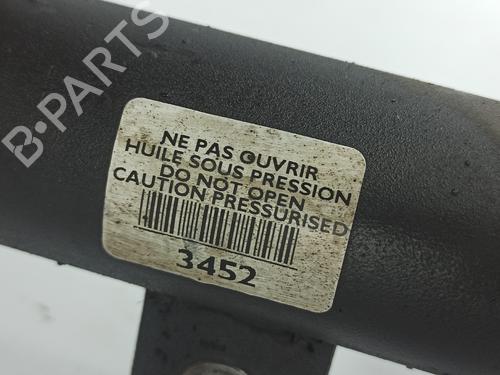 B-PARTS
NE PAS OUVRIR
HUILE SOUS PRESSION
DO NOT OPEN
CAUTION PRESSURISED
3452